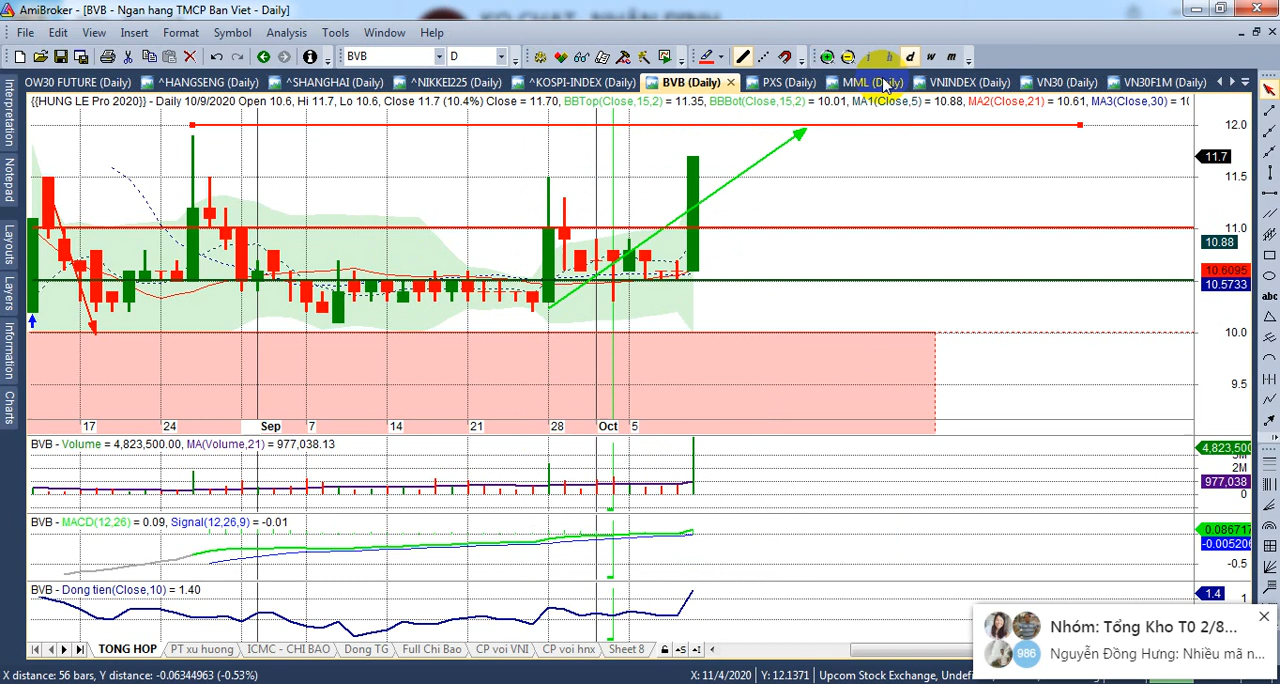 AmiBroker - [BVB - Ngan hang TMCP Ban Viet - Daily]
File Edit View Insert Format Symbol Analysis Tools Window Help
BVB D d w m
OW30 FUTURE (Daily) ^HANGSENG (Daily) ^SHANGHAI (Daily) ^NIKKEI225 (Daily) ^KOSPI-INDEX (Daily) BVB (Daily) PXS (Daily) MML (Daily) VNINDEX (Daily) VN30 (Daily) VN30F1M (Daily)
{{HUNG LE Pro 2020}} - Daily 10/9/2020 Open 10.6, Hi 11.7, Lo 10.6, Close 11.7 (10.4%) Close = 11.70, BBTop(Close,15,2) = 11.35, BBBot(Close,15,2) = 10.01, MA1(Close,5) = 10.88, MA2(Close,21) = 10.61, MA3(Close,30) = 10
Interpretation
Notepad
Layouts
Layers
Information
Charts
abc
12.0
11.7
11.5
11.0
10.88
10.6095
10.5733
10.0
9.5
17 24 Sep 7 14 21 28 Oct 5
BVB - Volume = 4,823,500.00, MA(Volume,21) = 977,038.13
4,823,500
2M
977,038
0
BVB - MACD(12,26) = 0.09, Signal(12,26,9) = -0.01
0.086717
-0.005206
-0.5
BVB - Dong tien(Close,10) = 1.40
1.4
1
Nhóm: Tổng Kho T0 2/8...
986 Nguyễn Đồng Hưng: Nhiều mã n...
TONG HOP PT xu huong ICMC - CHI BAO Dong TG Full Chi Bao CP voi VNI CP voi hnx Sheet 8
X distance: 56 bars, Y distance: -0.06344963 (-0.53%) X: 11/4/2020 Y: 12.1371 Upcom Stock Exchange, Undef